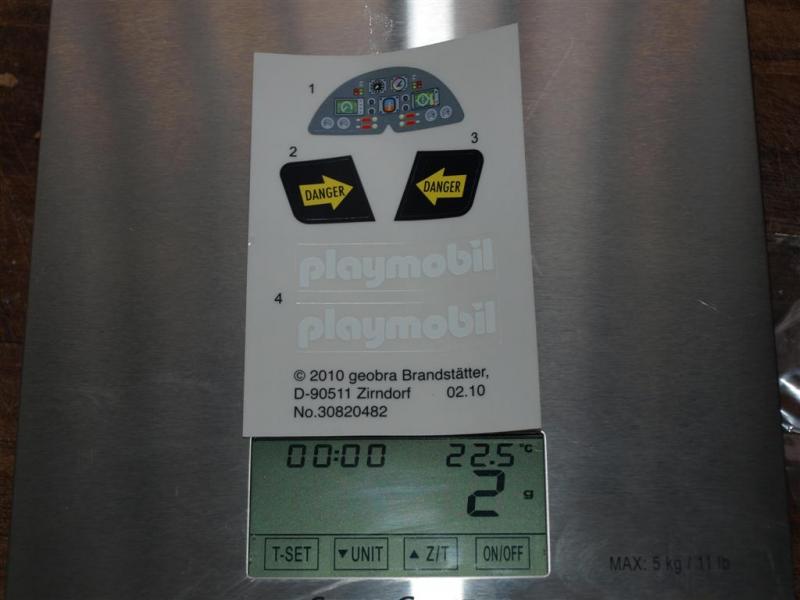 1
2
3
DANGER
DANGER
playmobil
4
playmobil
© 2010 geobra Brandstätter,
D-90511 Zirndorf 02.10
No.30820482
00:00 22.5 °C
2 g
T-SET ▼UNIT ▲ Z/T ON/OFF
MAX: 5 kg / 11 lb